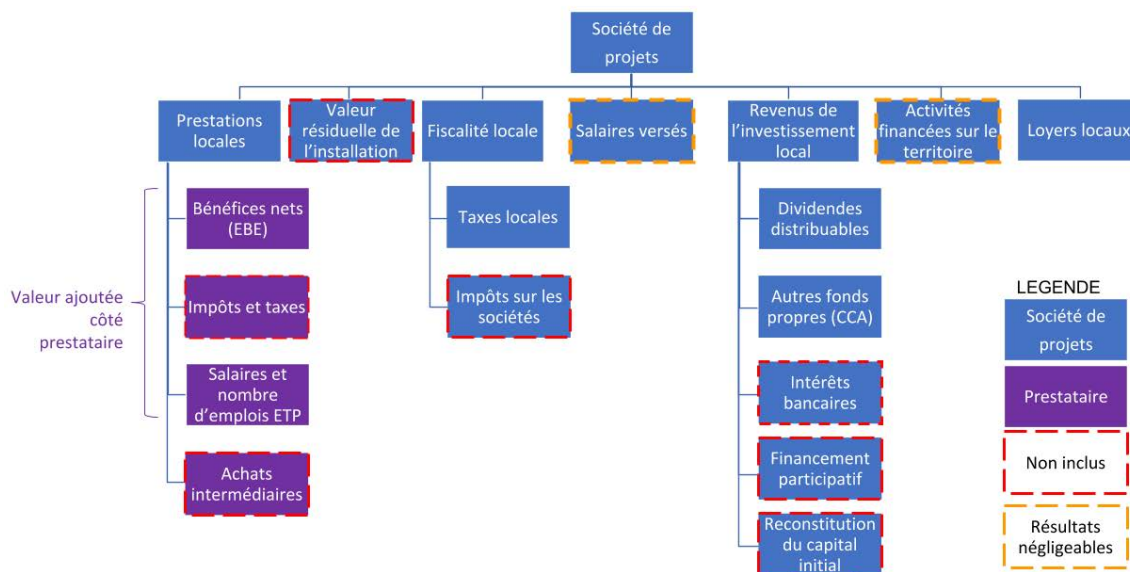 Société de
projets
Prestations
locales
Valeur
résiduelle de
l'installation
Fiscalité locale
Salaires versés
Revenus de
l'investissement
local
Activités
financées sur le
territoire
Loyers locaux
Valeur ajoutée
côté
prestataire
Bénéfices nets
(EBE)
Impôts et taxes
Salaires et
nombre
d'emplois ETP
Achats
intermédiaires
Taxes locales
Impôts sur les
sociétés
Dividendes
distribuables
Autres fonds
propres (CCA)
Intérêts
bancaires
Financement
participatif
Reconstitution
du capital
initial
LEGENDE
Société de
projets
Prestataire
Non inclus
Résultats
négligeables